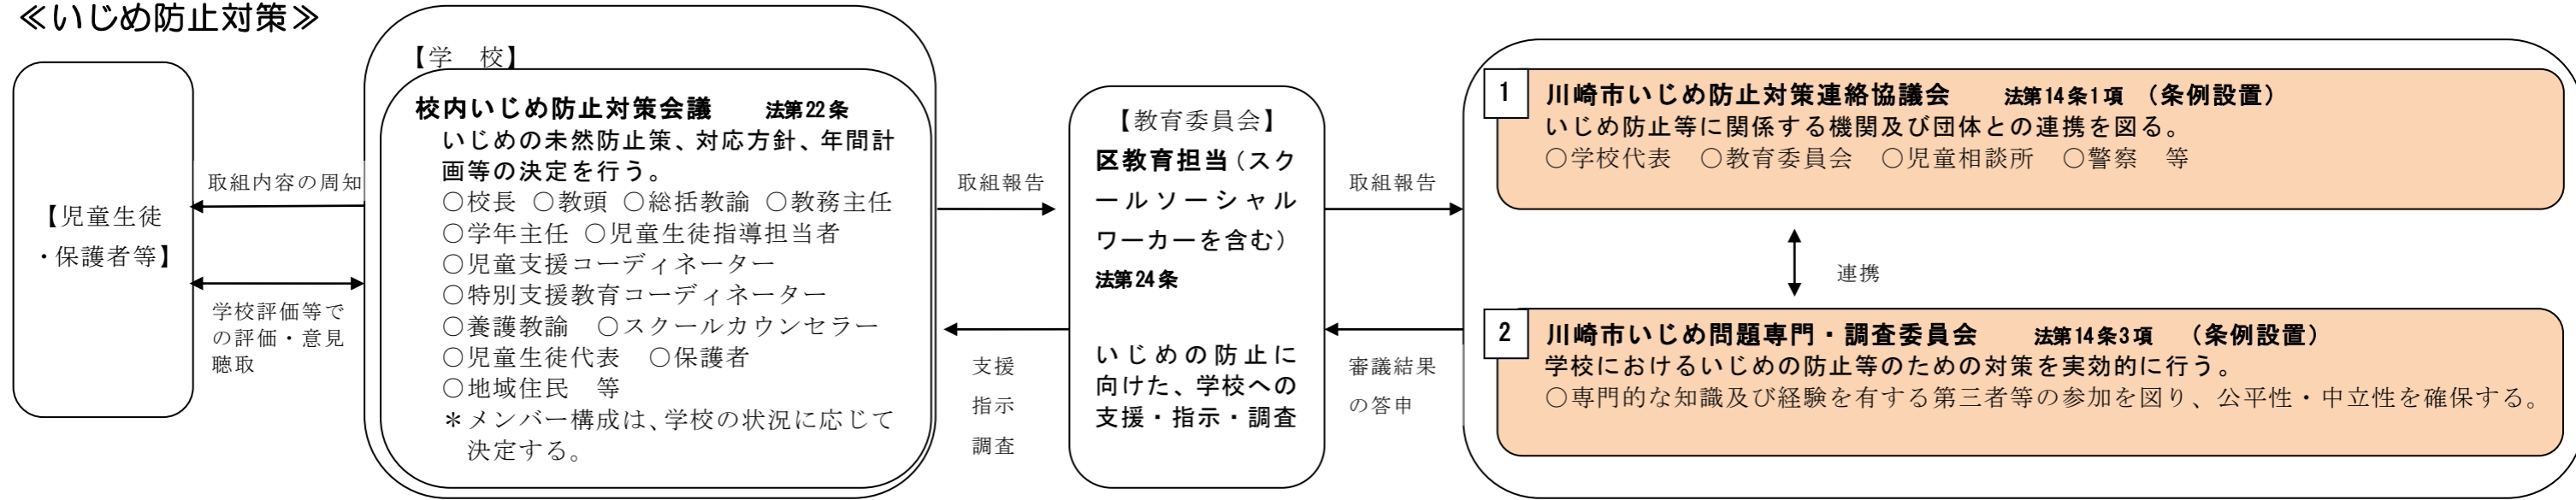 ≪いじめ防止対策≫
【児童生徒
・保護者等】
取組内容の周知
学校評価等で
の評価・意見
聴取
【学　校】
校内いじめ防止対策会議　法第22条
いじめの未然防止策、対応方針、年間計
画等の決定を行う。
○校長 ○教頭 ○総括教諭 ○教務主任
○学年主任 ○児童生徒指導担当者
○児童支援コーディネーター
○特別支援教育コーディネーター
○養護教諭　○スクールカウンセラー
○児童生徒代表　○保護者
○地域住民　等
＊メンバー構成は、学校の状況に応じて
決定する。
取組報告
支援
指示
調査
【教育委員会】
区教育担当（スク
ールソーシャル
ワーカーを含む）
法第24条
いじめの防止に
向けた、学校への
支援・指示・調査
取組報告
審議結果
の答申
1　川崎市いじめ防止対策連絡協議会　法第14条1項　（条例設置）
いじめ防止等に関係する機関及び団体との連携を図る。
○学校代表　○教育委員会　○児童相談所　○警察　等
連携
2　川崎市いじめ問題専門・調査委員会　法第14条3項　（条例設置）
学校におけるいじめの防止等のための対策を実効的に行う。
○専門的な知識及び経験を有する第三者等の参加を図り、公平性・中立性を確保する。